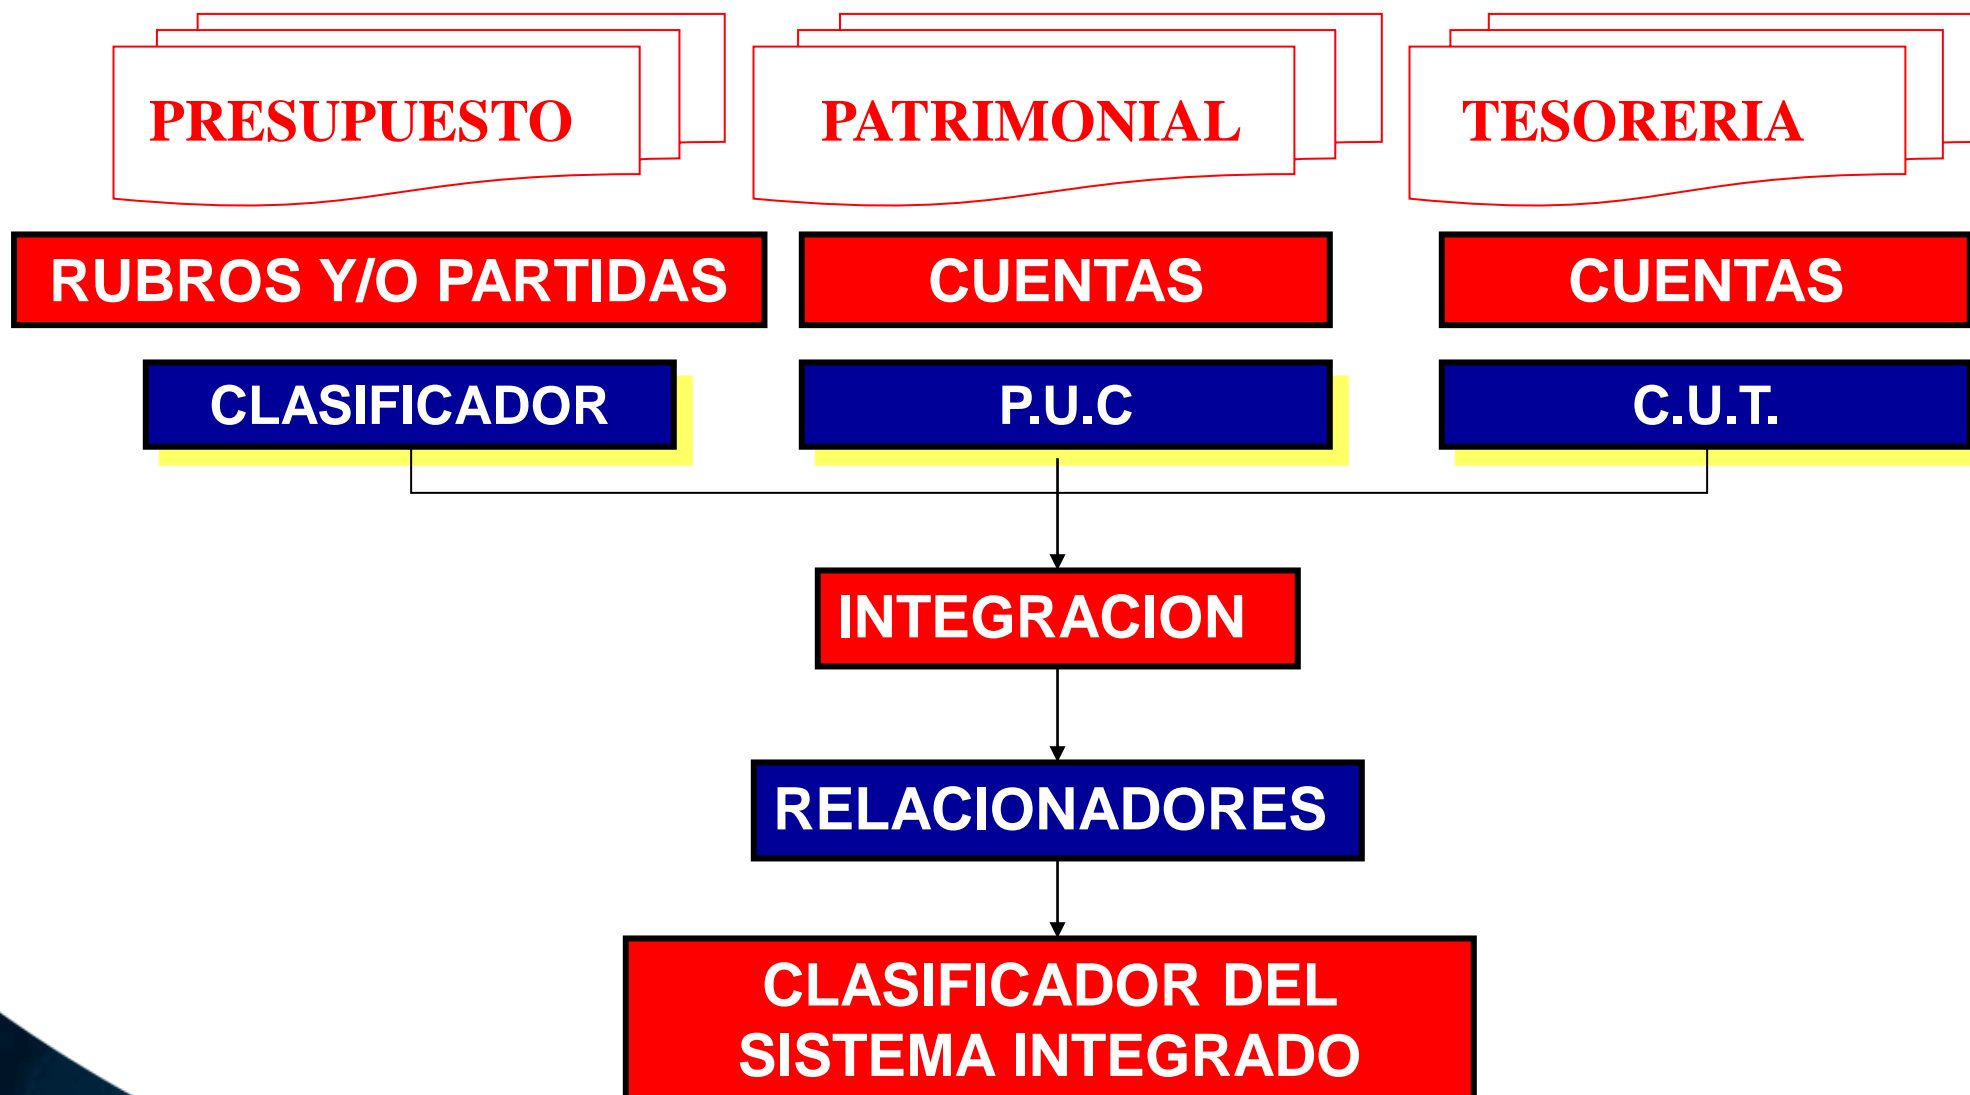 PRESUPUESTO
PATRIMONIAL
TESORERIA
RUBROS Y/O PARTIDAS
CUENTAS
CUENTAS
CLASIFICADOR
P.U.C
C.U.T.
INTEGRACION
RELACIONADORES
CLASIFICADOR DEL
SISTEMA INTEGRADO